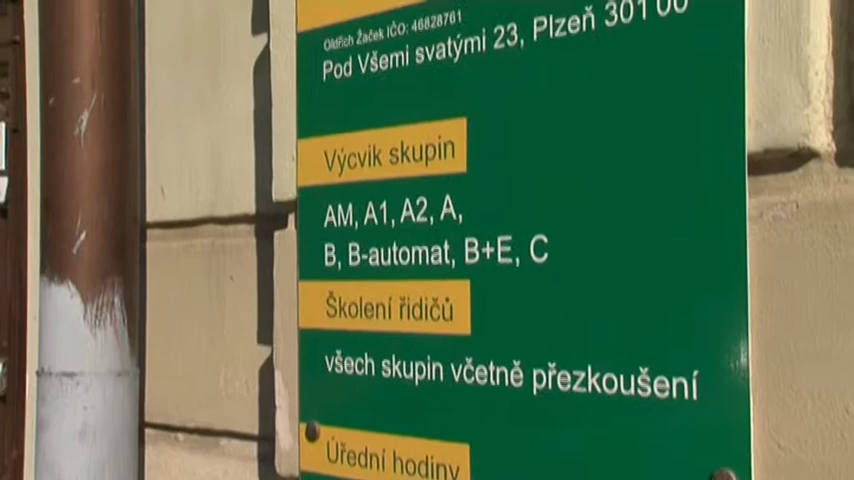 Oldřich Žaček IČO: 46828761
Pod Všemi svatými 23, Plzeň 301 00
Výcvik skupin
AM, A1, A2, A,
B, B-automat, B+E, C
Školení řidičů
všech skupin včetně přezkoušení
Úřední hodiny